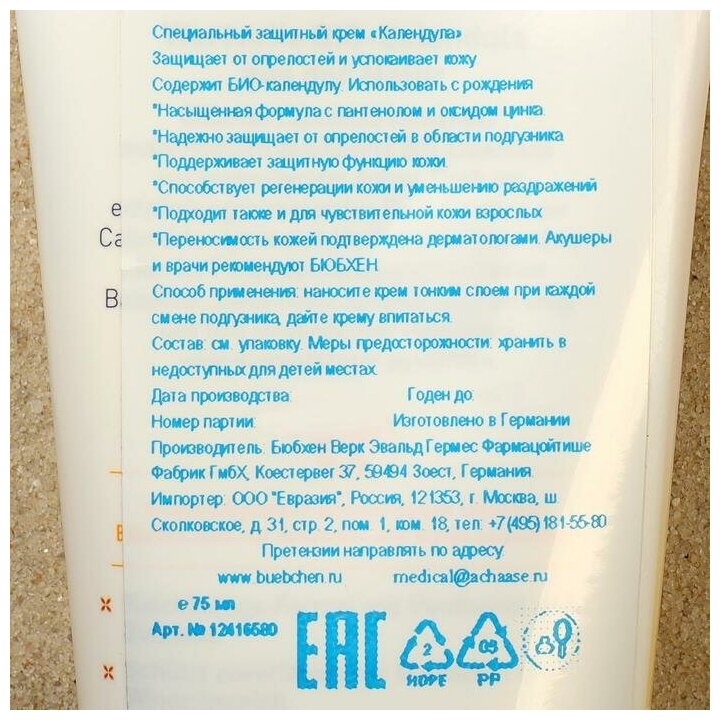 Специальный защитный крем «Календула»
Защищает от опрелостей и успокаивает кожу
Содержит БИО-календулу. Использовать с рождения
*Насыщенная формула с пантенолом и оксидом цинка.
*Надежно защищает от опрелостей в области подгузника
*Поддерживает защитную функцию кожи.
*Способствует регенерации кожи и уменьшению раздражений
*Подходит также и для чувствительной кожи взрослых
*Переносимость кожей подтверждена дерматологами. Акушеры
и врачи рекомендуют БЮБХЕН
Способ применения: наносите крем тонким слоем при каждой
смене подгузника, дайте крему впитаться.
Состав: см. упаковку. Меры предосторожности: хранить в
недоступных для детей местах.
Дата производства: Годен до:
Номер партии: Изготовлено в Германии
Производитель: Бюбхен Верк Эвальд Гермес Фармацойтише
Фабрик ГмбХ, Коестервег 37, 59494 Зоест, Германия.
Импортер: ООО "Евразия", Россия, 121353, г. Москва, ш.
Сколковское, д. 31, стр. 2, пом. 1, ком. 18, тел: +7(495)181-55-80
Претензии направлять по адресу:
www.buebchen.ru medical@achaase.ru
e 75 мл
Арт. № 12416580
EAC
2
HDPE
05
PP